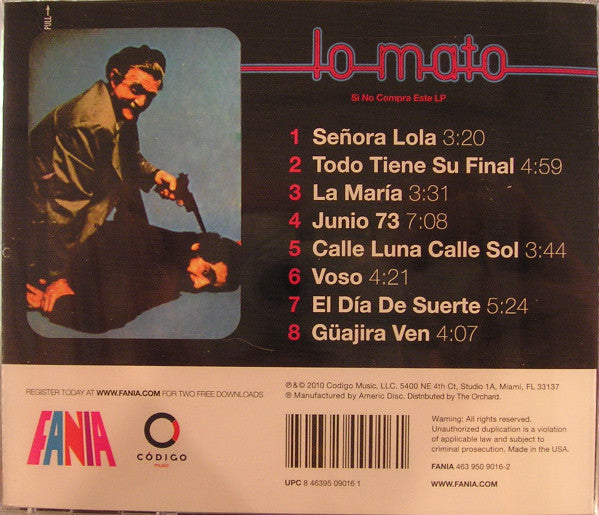 PULL→
lo mato
Si No Compra Este LP
1 Señora Lola 3:20
2 Todo Tiene Su Final 4:59
3 La María 3:31
4 Junio 73 7:08
5 Calle Luna Calle Sol 3:44
6 Voso 4:21
7 El Día De Suerte 5:24
8 Güajira Ven 4:07
REGISTER TODAY AT WWW.FANIA.COM FOR TWO FREE DOWNLOADS
FANIA
CÓDIGO
music
℗ & © 2010 Codigo Music, LLC. 5400 NE 4th Ct, Studio 1A, Miami, FL 33137
℗ Manufactured by Americ Disc. Distributed by The Orchard.
UPC 8 46395 09016 1
Warning: All rights reserved.
Unauthorized duplication is a violation
of applicable law and subject to
criminal prosecution. Made in the USA.
FANIA 463 950 9016-2
WWW.FANIA.COM